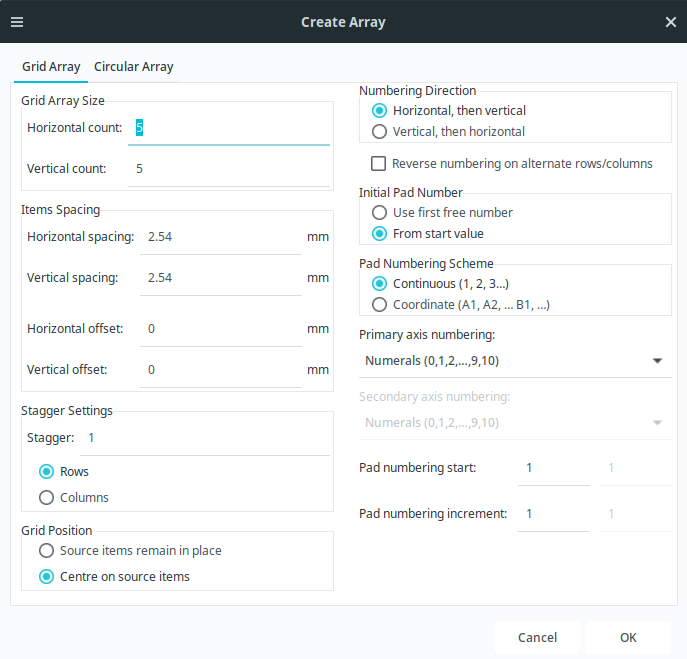 Create Array
Grid Array
Circular Array
Grid Array Size
Horizontal count: 5
Vertical count: 5
Items Spacing
Horizontal spacing: 2.54 mm
Vertical spacing: 2.54 mm
Horizontal offset: 0 mm
Vertical offset: 0 mm
Stagger Settings
Stagger: 1
Rows
Columns
Grid Position
Source items remain in place
Centre on source items
Numbering Direction
Horizontal, then vertical
Vertical, then horizontal
Reverse numbering on alternate rows/columns
Initial Pad Number
Use first free number
From start value
Pad Numbering Scheme
Continuous (1, 2, 3...)
Coordinate (A1, A2, ... B1, ...)
Primary axis numbering:
Numerals (0,1,2,...,9,10)
Secondary axis numbering:
Numerals (0,1,2,...,9,10)
Pad numbering start: 1 1
Pad numbering increment: 1 1
Cancel
OK